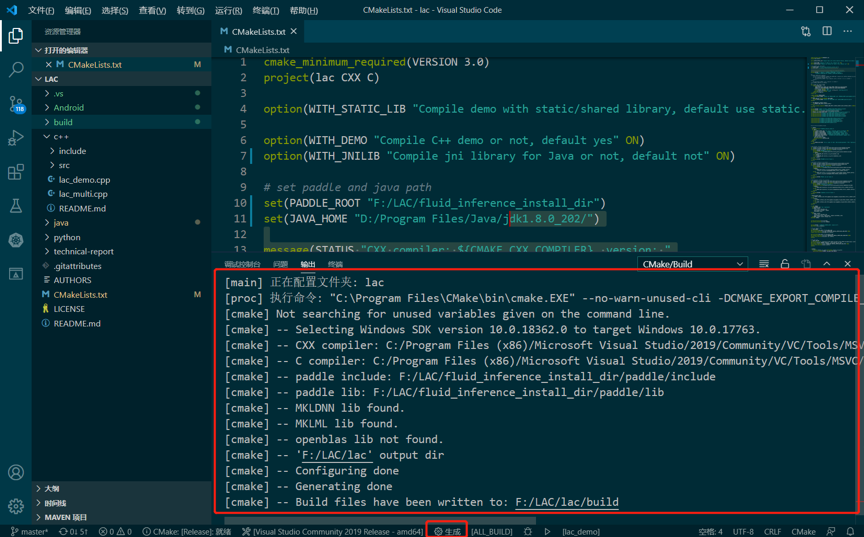 文件(F) 编辑(E) 选择(S) 查看(V) 转到(G) 运行(R) 终端(T) 帮助(H) CMakeLists.txt - lac - Visual Studio Code
资源管理器
打开的编辑器
CMakeLists.txt M
LAC
.vs
Android
build
c++
include
src
lac_demo.cpp
lac_multi.cpp
README.md
java
python
technical-report
.gitattributes
AUTHORS
CMakeLists.txt M
LICENSE
README.md
大纲
时间线
MAVEN 项目
118
CMakeLists.txt
CMakeLists.txt
1 cmake_minimum_required(VERSION 3.0)
2 project(lac CXX C)
3
4 option(WITH_STATIC_LIB "Compile demo with static/shared library, default use static.
5
6 option(WITH_DEMO "Compile C++ demo or not, default yes" ON)
7 option(WITH_JNILIB "Compile jni library for Java or not, default not" ON)
8
9 # set paddle and java path
10 set(PADDLE_ROOT "F:/LAC/fluid_inference_install_dir")
11 set(JAVA_HOME "D:/Program Files/Java/jdk1.8.0_202/")
12
13 message(STATUS "CXX compiler: ${CMAKE_CXX_COMPILER}, version: "
调试控制台 问题 输出 终端 CMake/Build
[main] 正在配置文件夹: lac
[proc] 执行命令: "C:\Program Files\CMake\bin\cmake.EXE" --no-warn-unused-cli -DCMAKE_EXPORT_COMPILE_
[cmake] Not searching for unused variables given on the command line.
[cmake] -- Selecting Windows SDK version 10.0.18362.0 to target Windows 10.0.17763.
[cmake] -- CXX compiler: C:/Program Files (x86)/Microsoft Visual Studio/2019/Community/VC/Tools/MSV
[cmake] -- C compiler: C:/Program Files (x86)/Microsoft Visual Studio/2019/Community/VC/Tools/MSVC/
[cmake] -- paddle include: F:/LAC/fluid_inference_install_dir/paddle/include
[cmake] -- paddle lib: F:/LAC/fluid_inference_install_dir/paddle/lib
[cmake] -- MKLDNN lib found.
[cmake] -- MKLML lib found.
[cmake] -- openblas lib not found.
[cmake] -- 'F:/LAC/lac' output dir
[cmake] -- Configuring done
[cmake] -- Generating done
[cmake] -- Build files have been written to: F:/LAC/lac/build
master* 0↓ 5↑ 0 0 CMake: [Release]: 就绪 [Visual Studio Community 2019 Release - amd64] 生成 [ALL_BUILD] [lac_demo] 空格: 4 UTF-8 CRLF CMake